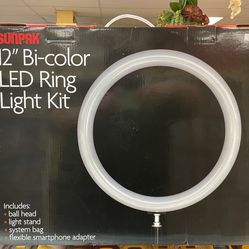 SUNPAK
12" Bi-color
LED Ring
Light Kit
Includes:
• ball head
• light stand
• system bag
• flexible smartphone adapter